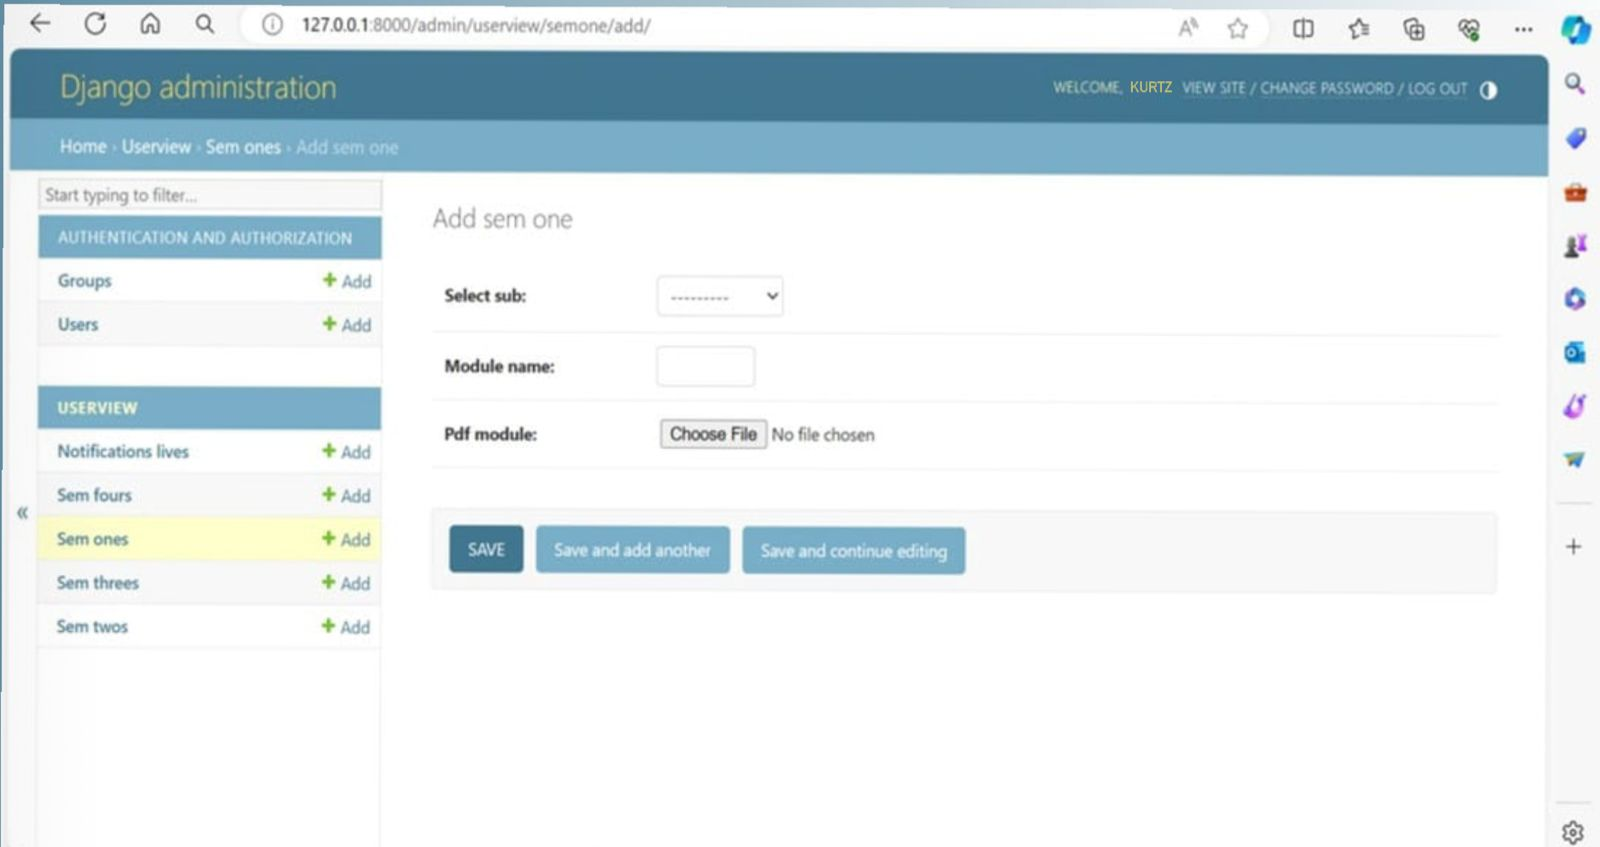 127.0.0.1:8000/admin/userview/semone/add/
Django administration
WELCOME, KURTZ VIEW SITE / CHANGE PASSWORD / LOG OUT
Home › Userview › Sem ones › Add sem one
Start typing to filter...
AUTHENTICATION AND AUTHORIZATION
Groups + Add
Users + Add
USERVIEW
Notifications lives + Add
Sem fours + Add
Sem ones + Add
Sem threes + Add
Sem twos + Add
«
Add sem one
Select sub: ---------
Module name:
Pdf module: Choose File No file chosen
SAVE Save and add another Save and continue editing